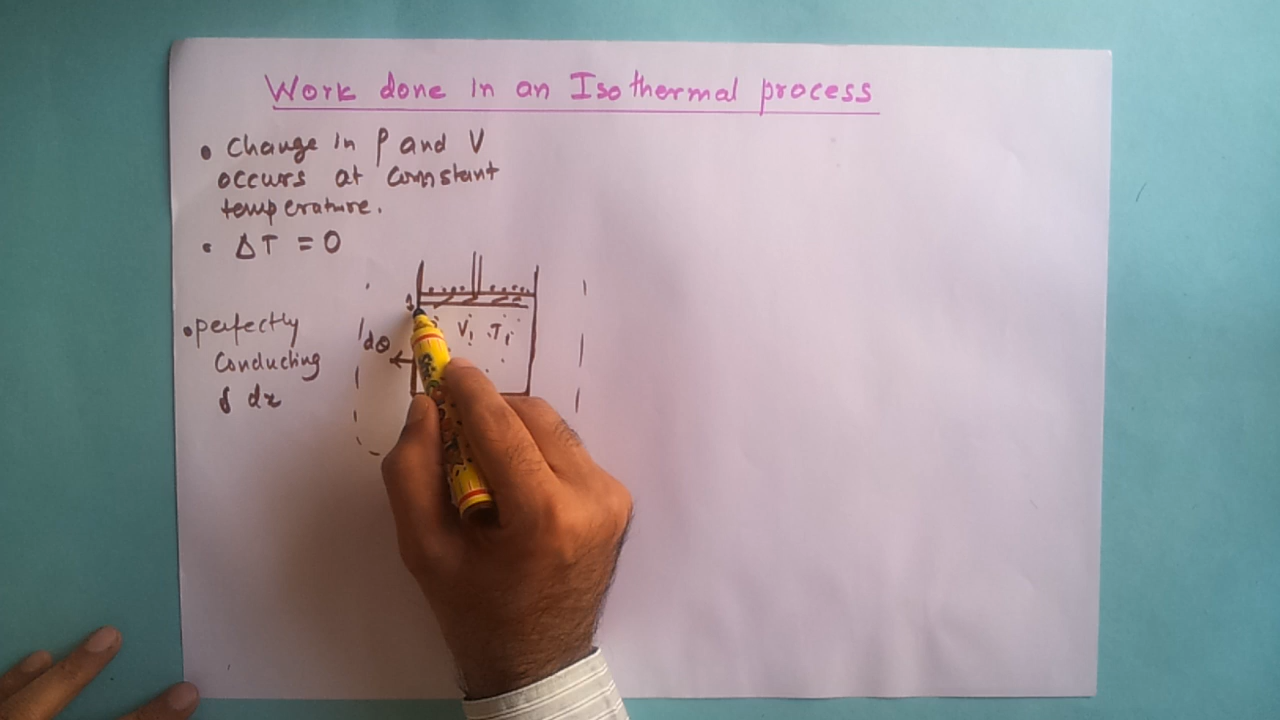 Work done in an Isothermal process
• Change in P and V
occurs at constant
temperature.
• ΔT = 0
• perfectly
conducting
dx
dQ
V₁ T₁